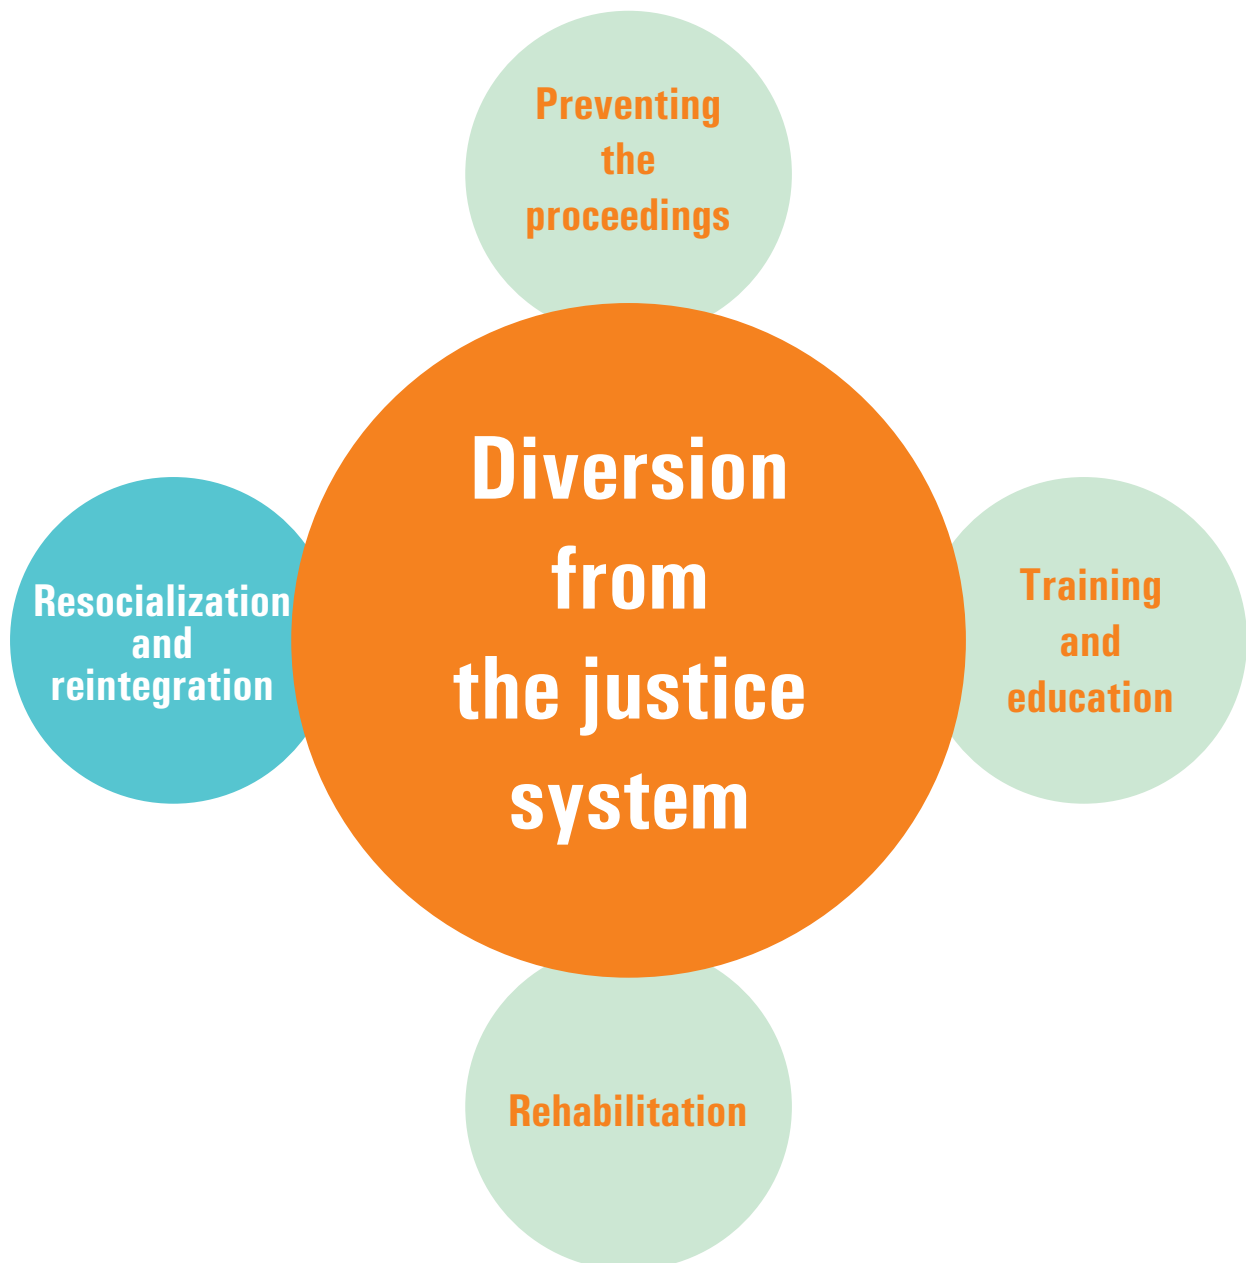 Preventing
the
proceedings
Diversion
from
the justice
system
Resocialization
and
reintegration
Training
and
education
Rehabilitation